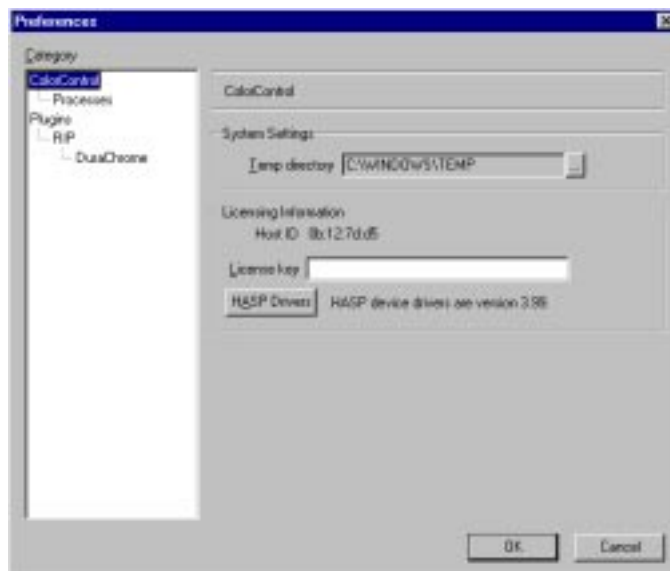 Preferences
Category
ColorControl
Processes
Plugins
RIP
DuraChrome
ColorControl
System Settings
Temp directory C:\WINDOWS\TEMP ...
Licensing Information
Host ID 8b:12:7d:d5
License key
HASP Drivers HASP device drivers are version 3.98
OK
Cancel